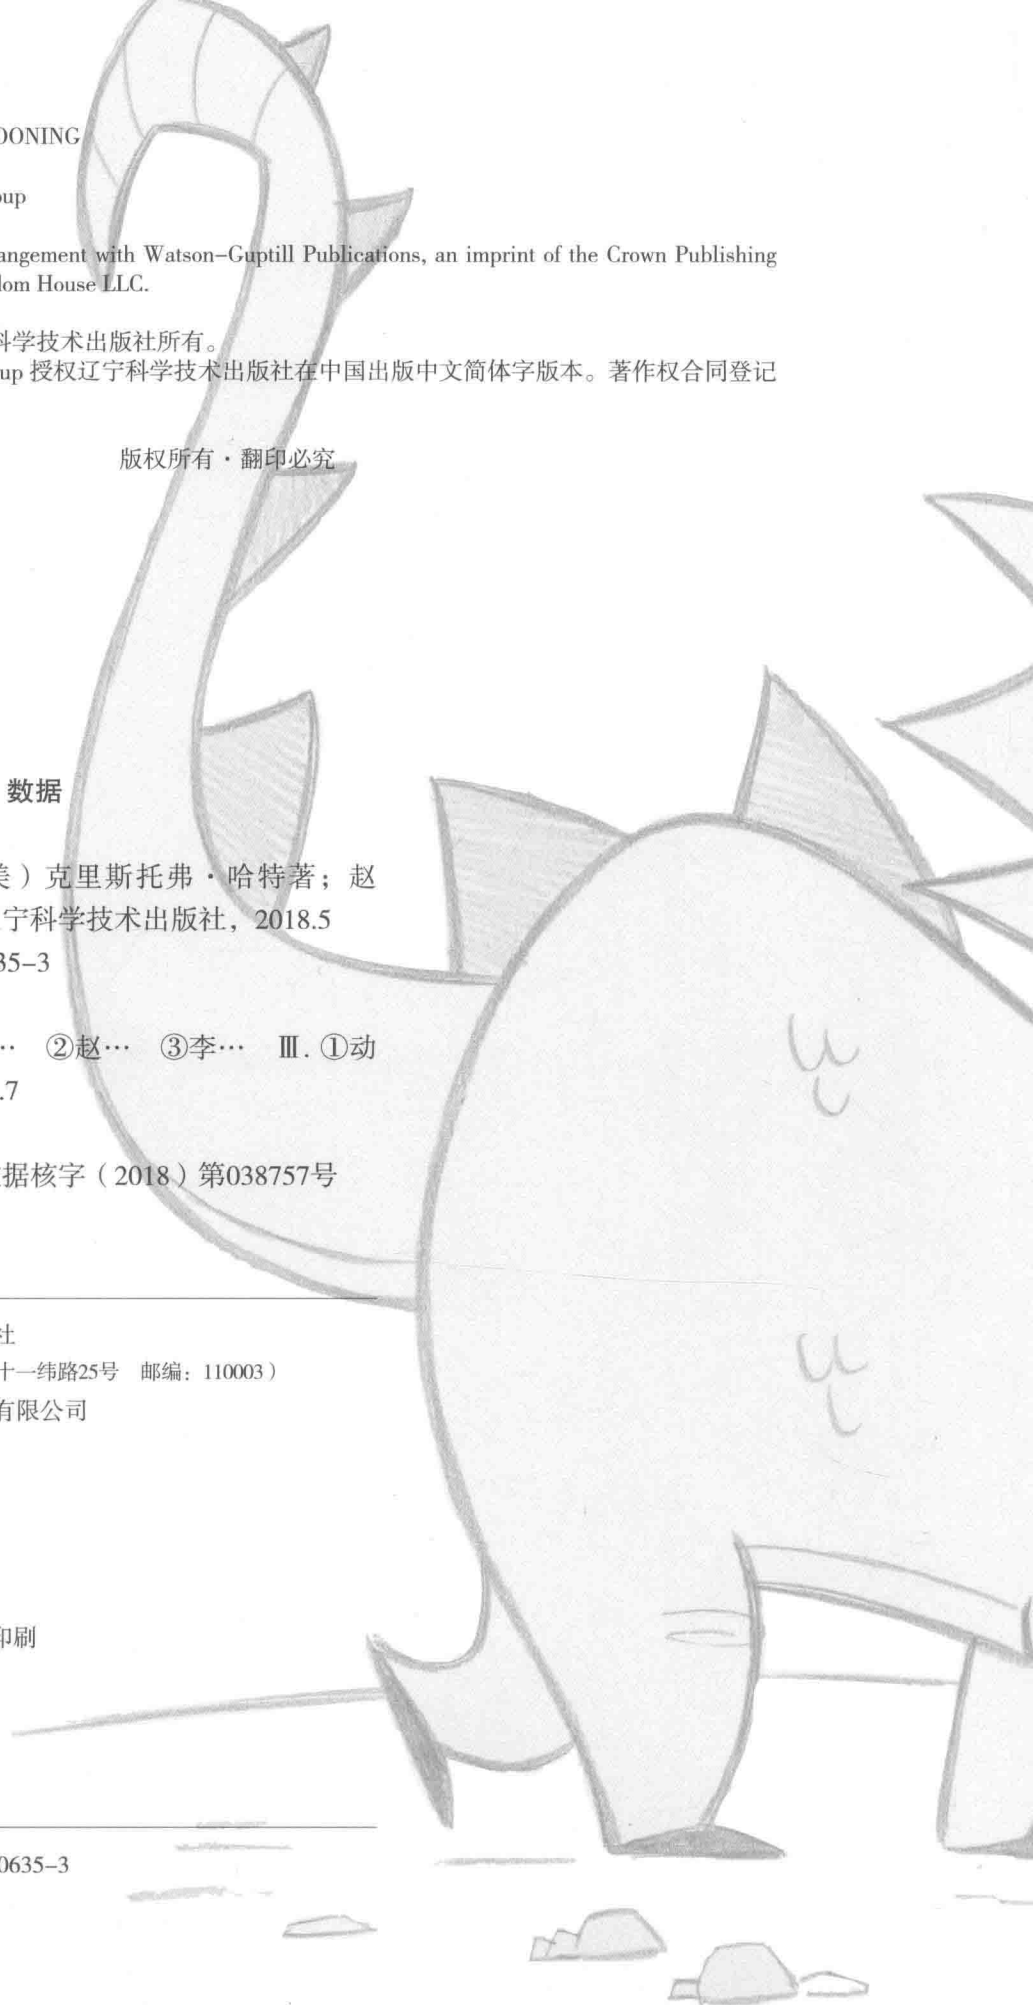 OONING
oup
angement with Watson-Guptill Publications, an imprint of the Crown Publishing
dom House LLC.
科学技术出版社所有。
up 授权辽宁科学技术出版社在中国出版中文简体字版本。著作权合同登记
版权所有·翻印必究
数据
美）克里斯托弗·哈特著；赵
宁科学技术出版社，2018.5
35-3
… ②赵… ③李… Ⅲ.①动
.7
据核字（2018）第038757号
社
十一纬路25号 邮编：110003）
有限公司
印刷
0635-3